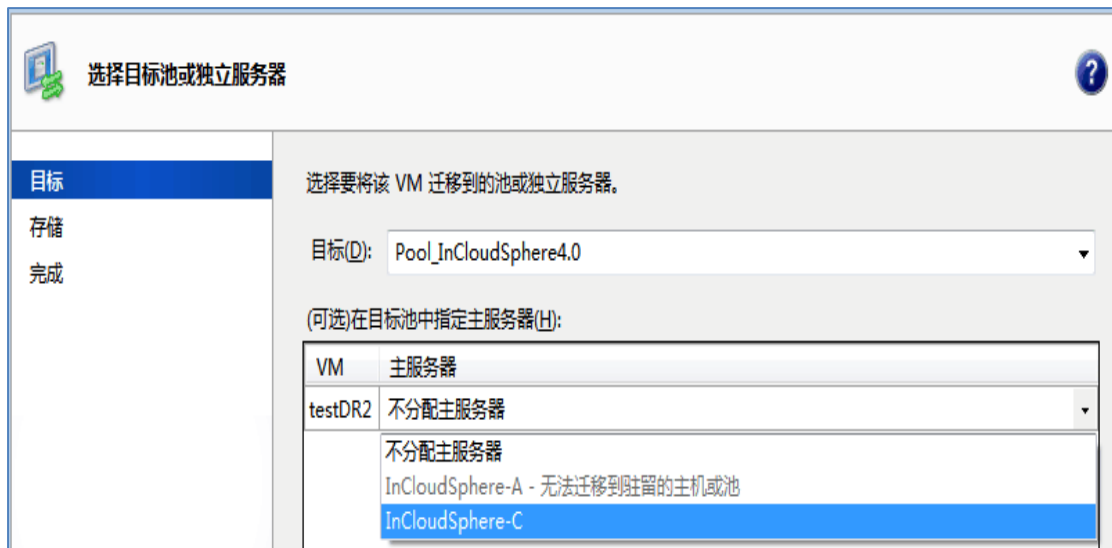 选择目标池或独立服务器
?
目标
存储
完成
选择要将该 VM 迁移到的池或独立服务器。
目标(D): Pool_InCloudSphere4.0
(可选)在目标池中指定主服务器(H):
VM 主服务器
testDR2 不分配主服务器
不分配主服务器
InCloudSphere-A - 无法迁移到驻留的主机或池
InCloudSphere-C